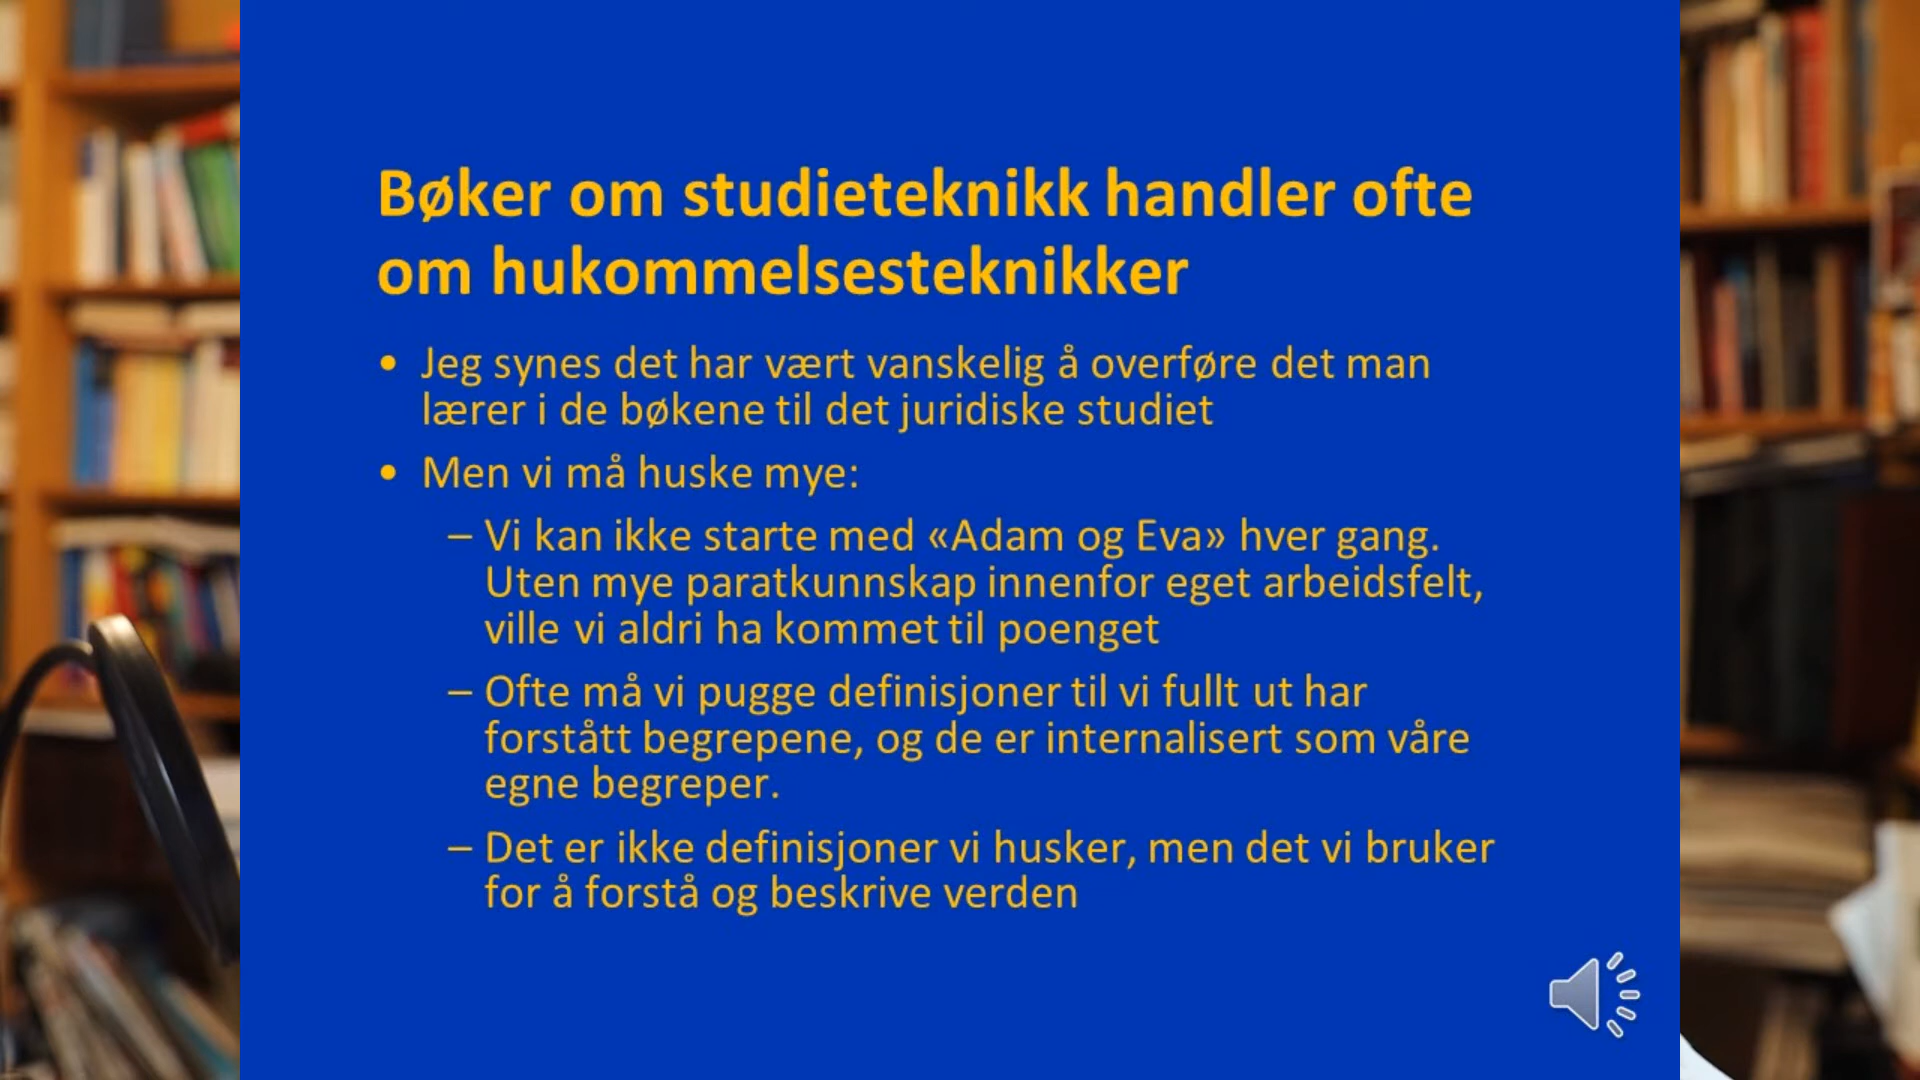 Bøker om studieteknikk handler ofte
om hukommelsesteknikker
• Jeg synes det har vært vanskelig å overføre det man
lærer i de bøkene til det juridiske studiet
• Men vi må huske mye:
– Vi kan ikke starte med «Adam og Eva» hver gang.
Uten mye paratkunnskap innenfor eget arbeidsfelt,
ville vi aldri ha kommet til poenget
– Ofte må vi pugge definisjoner til vi fullt ut har
forstått begrepene, og de er internalisert som våre
egne begreper.
– Det er ikke definisjoner vi husker, men det vi bruker
for å forstå og beskrive verden